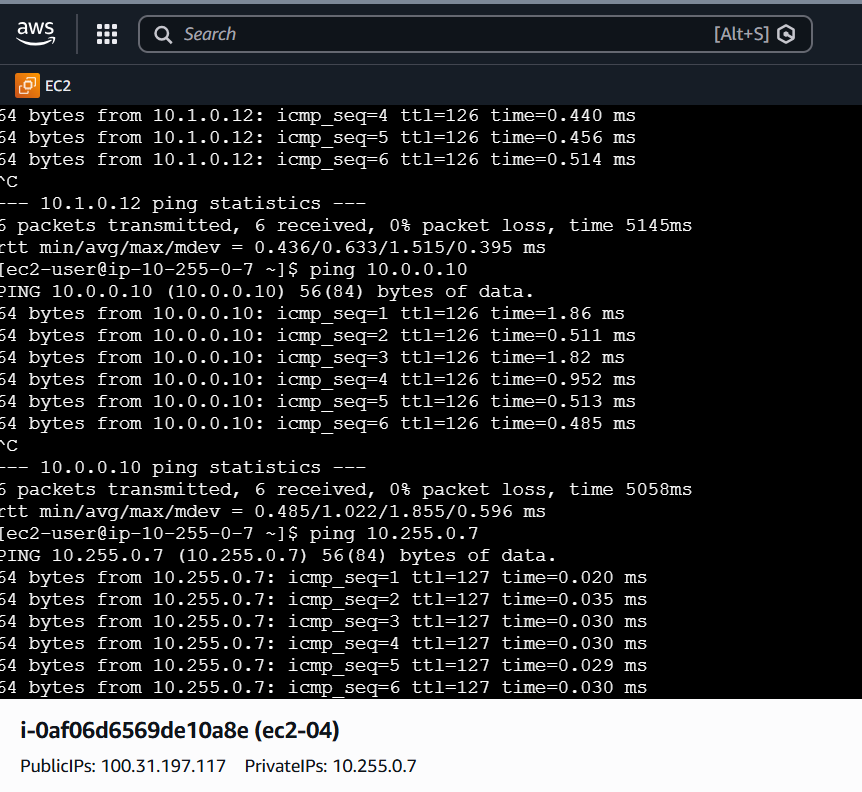 aws
Search [Alt+S]
EC2
64 bytes from 10.1.0.12: icmp_seq=4 ttl=126 time=0.440 ms
64 bytes from 10.1.0.12: icmp_seq=5 ttl=126 time=0.456 ms
64 bytes from 10.1.0.12: icmp_seq=6 ttl=126 time=0.514 ms
^C
--- 10.1.0.12 ping statistics ---
6 packets transmitted, 6 received, 0% packet loss, time 5145ms
rtt min/avg/max/mdev = 0.436/0.633/1.515/0.395 ms
[ec2-user@ip-10-255-0-7 ~]$ ping 10.0.0.10
PING 10.0.0.10 (10.0.0.10) 56(84) bytes of data.
64 bytes from 10.0.0.10: icmp_seq=1 ttl=126 time=1.86 ms
64 bytes from 10.0.0.10: icmp_seq=2 ttl=126 time=0.511 ms
64 bytes from 10.0.0.10: icmp_seq=3 ttl=126 time=1.82 ms
64 bytes from 10.0.0.10: icmp_seq=4 ttl=126 time=0.952 ms
64 bytes from 10.0.0.10: icmp_seq=5 ttl=126 time=0.513 ms
64 bytes from 10.0.0.10: icmp_seq=6 ttl=126 time=0.485 ms
^C
--- 10.0.0.10 ping statistics ---
6 packets transmitted, 6 received, 0% packet loss, time 5058ms
rtt min/avg/max/mdev = 0.485/1.022/1.855/0.596 ms
[ec2-user@ip-10-255-0-7 ~]$ ping 10.255.0.7
PING 10.255.0.7 (10.255.0.7) 56(84) bytes of data.
64 bytes from 10.255.0.7: icmp_seq=1 ttl=127 time=0.020 ms
64 bytes from 10.255.0.7: icmp_seq=2 ttl=127 time=0.035 ms
64 bytes from 10.255.0.7: icmp_seq=3 ttl=127 time=0.030 ms
64 bytes from 10.255.0.7: icmp_seq=4 ttl=127 time=0.030 ms
64 bytes from 10.255.0.7: icmp_seq=5 ttl=127 time=0.029 ms
64 bytes from 10.255.0.7: icmp_seq=6 ttl=127 time=0.030 ms
i-0af06d6569de10a8e (ec2-04)
PublicIPs: 100.31.197.117 PrivateIPs: 10.255.0.7